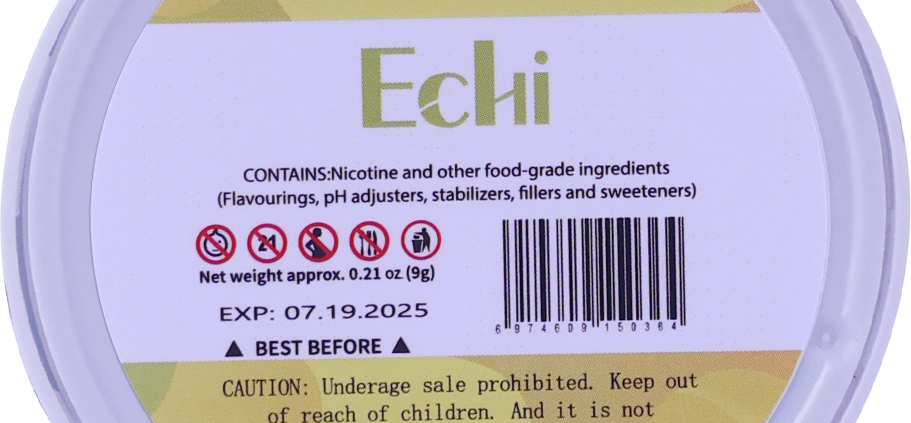 Echi
CONTAINS:Nicotine and other food-grade ingredients
(Flavourings, pH adjusters, stabilizers, fillers and sweeteners)
21
Net weight approx. 0.21 oz (9g)
6 974609 150364
EXP: 07.19.2025
▲ BEST BEFORE ▲
CAUTION: Underage sale prohibited. Keep out
of reach of children. And it is not